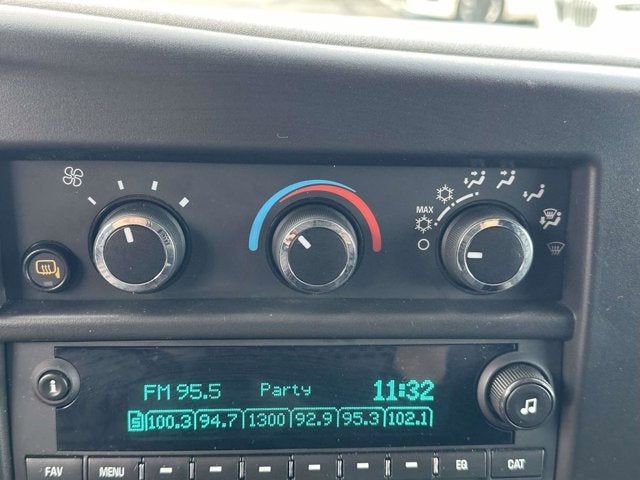 MAX
FM 95.5 Party 11:32
5 100.3 94.7 1300 92.9 95.3 102.1
i
FAV MENU EQ CAT